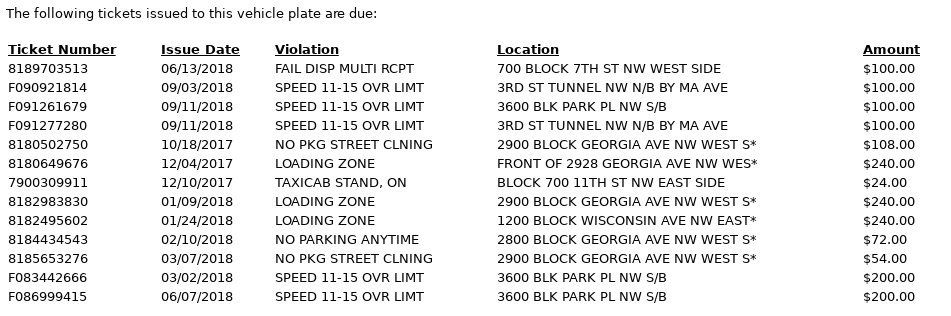 The following tickets issued to this vehicle plate are due:
Ticket Number Issue Date Violation Location Amount
8189703513 06/13/2018 FAIL DISP MULTI RCPT 700 BLOCK 7TH ST NW WEST SIDE $100.00
F090921814 09/03/2018 SPEED 11-15 OVR LIMT 3RD ST TUNNEL NW N/B BY MA AVE $100.00
F091261679 09/11/2018 SPEED 11-15 OVR LIMT 3600 BLK PARK PL NW S/B $100.00
F091277280 09/11/2018 SPEED 11-15 OVR LIMT 3RD ST TUNNEL NW N/B BY MA AVE $100.00
8180502750 10/18/2017 NO PKG STREET CLNING 2900 BLOCK GEORGIA AVE NW WEST S* $108.00
8180649676 12/04/2017 LOADING ZONE FRONT OF 2928 GEORGIA AVE NW WES* $240.00
7900309911 12/10/2017 TAXICAB STAND, ON BLOCK 700 11TH ST NW EAST SIDE $24.00
8182983830 01/09/2018 LOADING ZONE 2900 BLOCK GEORGIA AVE NW WEST S* $240.00
8182495602 01/24/2018 LOADING ZONE 1200 BLOCK WISCONSIN AVE NW EAST* $240.00
8184434543 02/10/2018 NO PARKING ANYTIME 2800 BLOCK GEORGIA AVE NW WEST S* $72.00
8185653276 03/07/2018 NO PKG STREET CLNING 2900 BLOCK GEORGIA AVE NW WEST S* $54.00
F083442666 03/02/2018 SPEED 11-15 OVR LIMT 3600 BLK PARK PL NW S/B $200.00
F086999415 06/07/2018 SPEED 11-15 OVR LIMT 3600 BLK PARK PL NW S/B $200.00